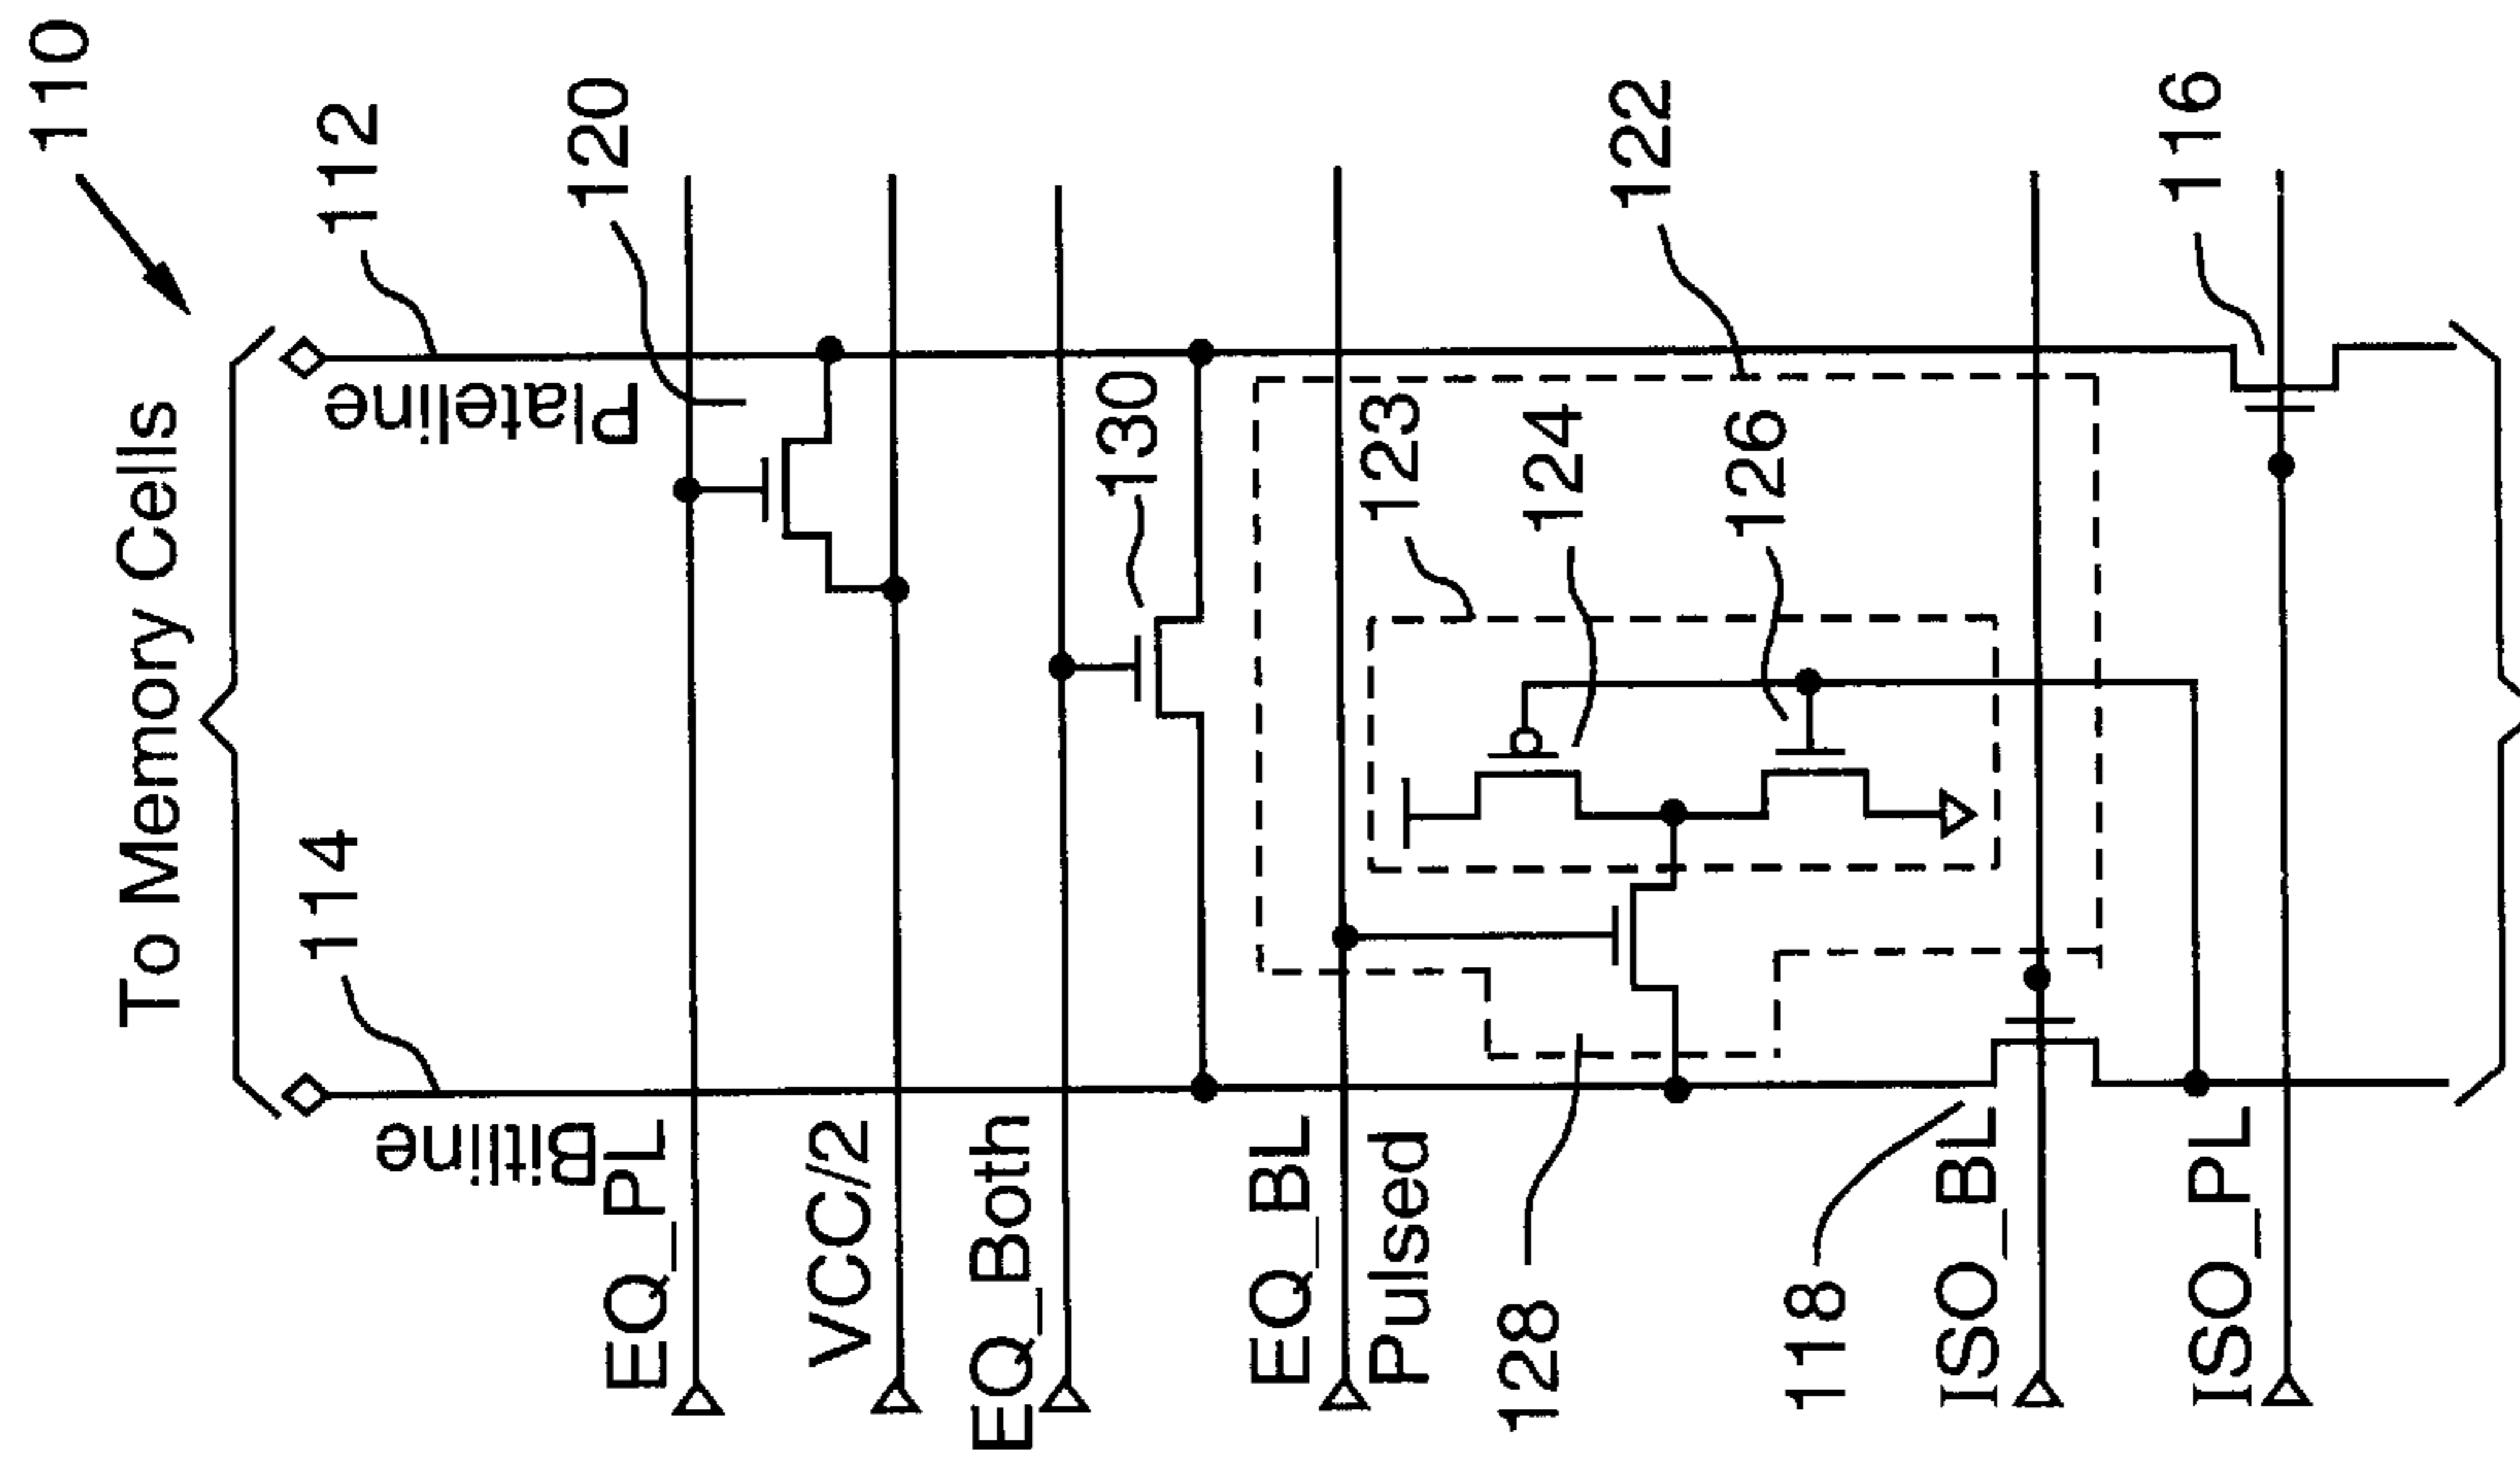 110
To Memory Cells
112
114
Plateline
Bitline
120
EQ_PL
VCC/2
EQ_Both
130
EQ_BL
Pulsed
122
123
124
126
128
118
ISO_BL
116
ISO_PL